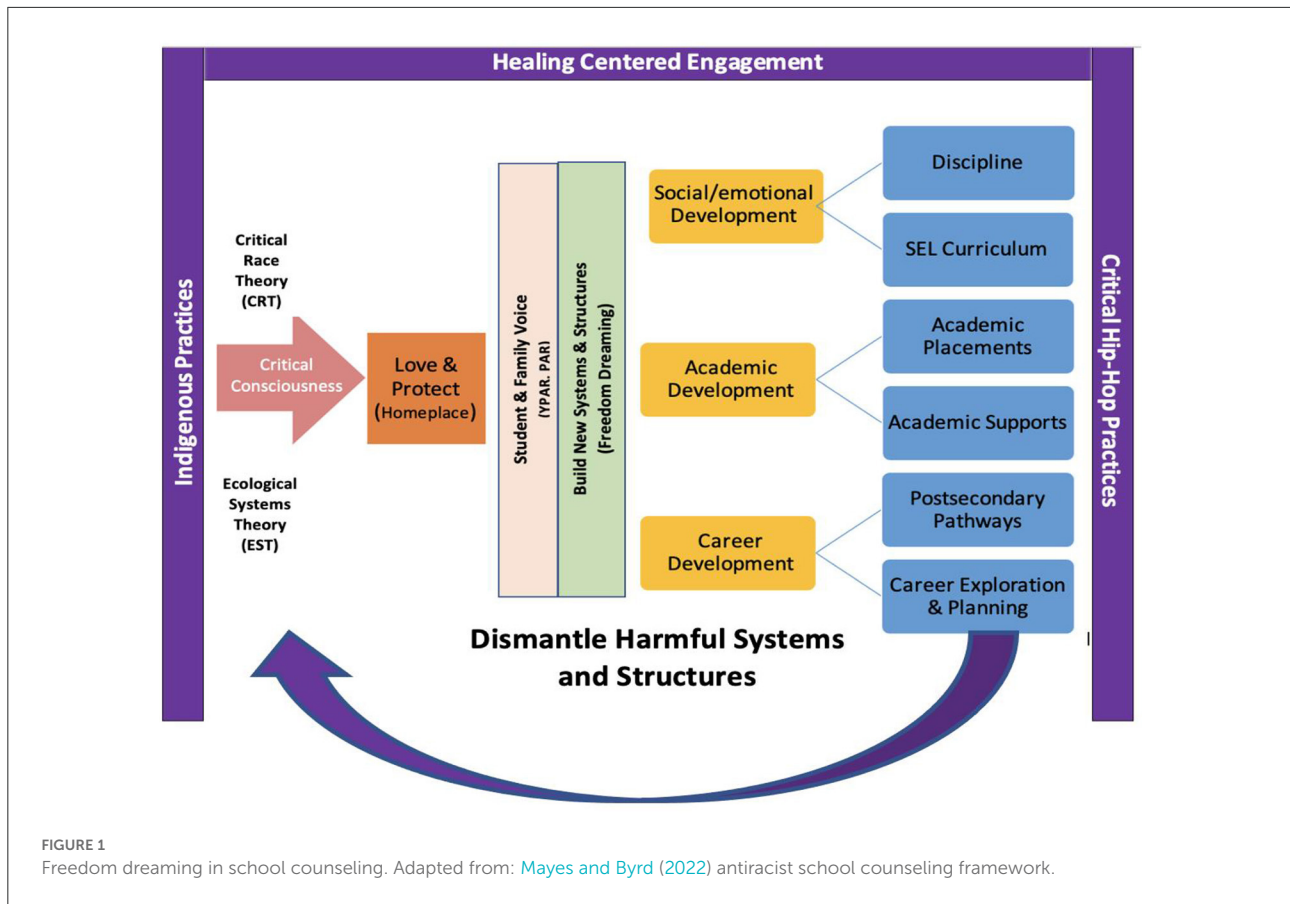 Healing Centered Engagement
Indigenous Practices
Critical
Race
Theory
(CRT)
Critical
Consciousness
Ecological
Systems
Theory
(EST)
Love &
Protect
(Homeplace)
Student & Family Voice
(YPAR. PAR)
Build New Systems & Structures
(Freedom Dreaming)
Social/emotional
Development
Discipline
SEL Curriculum
Academic
Development
Academic
Placements
Academic Supports
Career
Development
Postsecondary
Pathways
Career Exploration
& Planning
Critical Hip-Hop Practices
Dismantle Harmful Systems
and Structures
FIGURE 1
Freedom dreaming in school counseling. Adapted from: Mayes and Byrd (2022) antiracist school counseling framework.